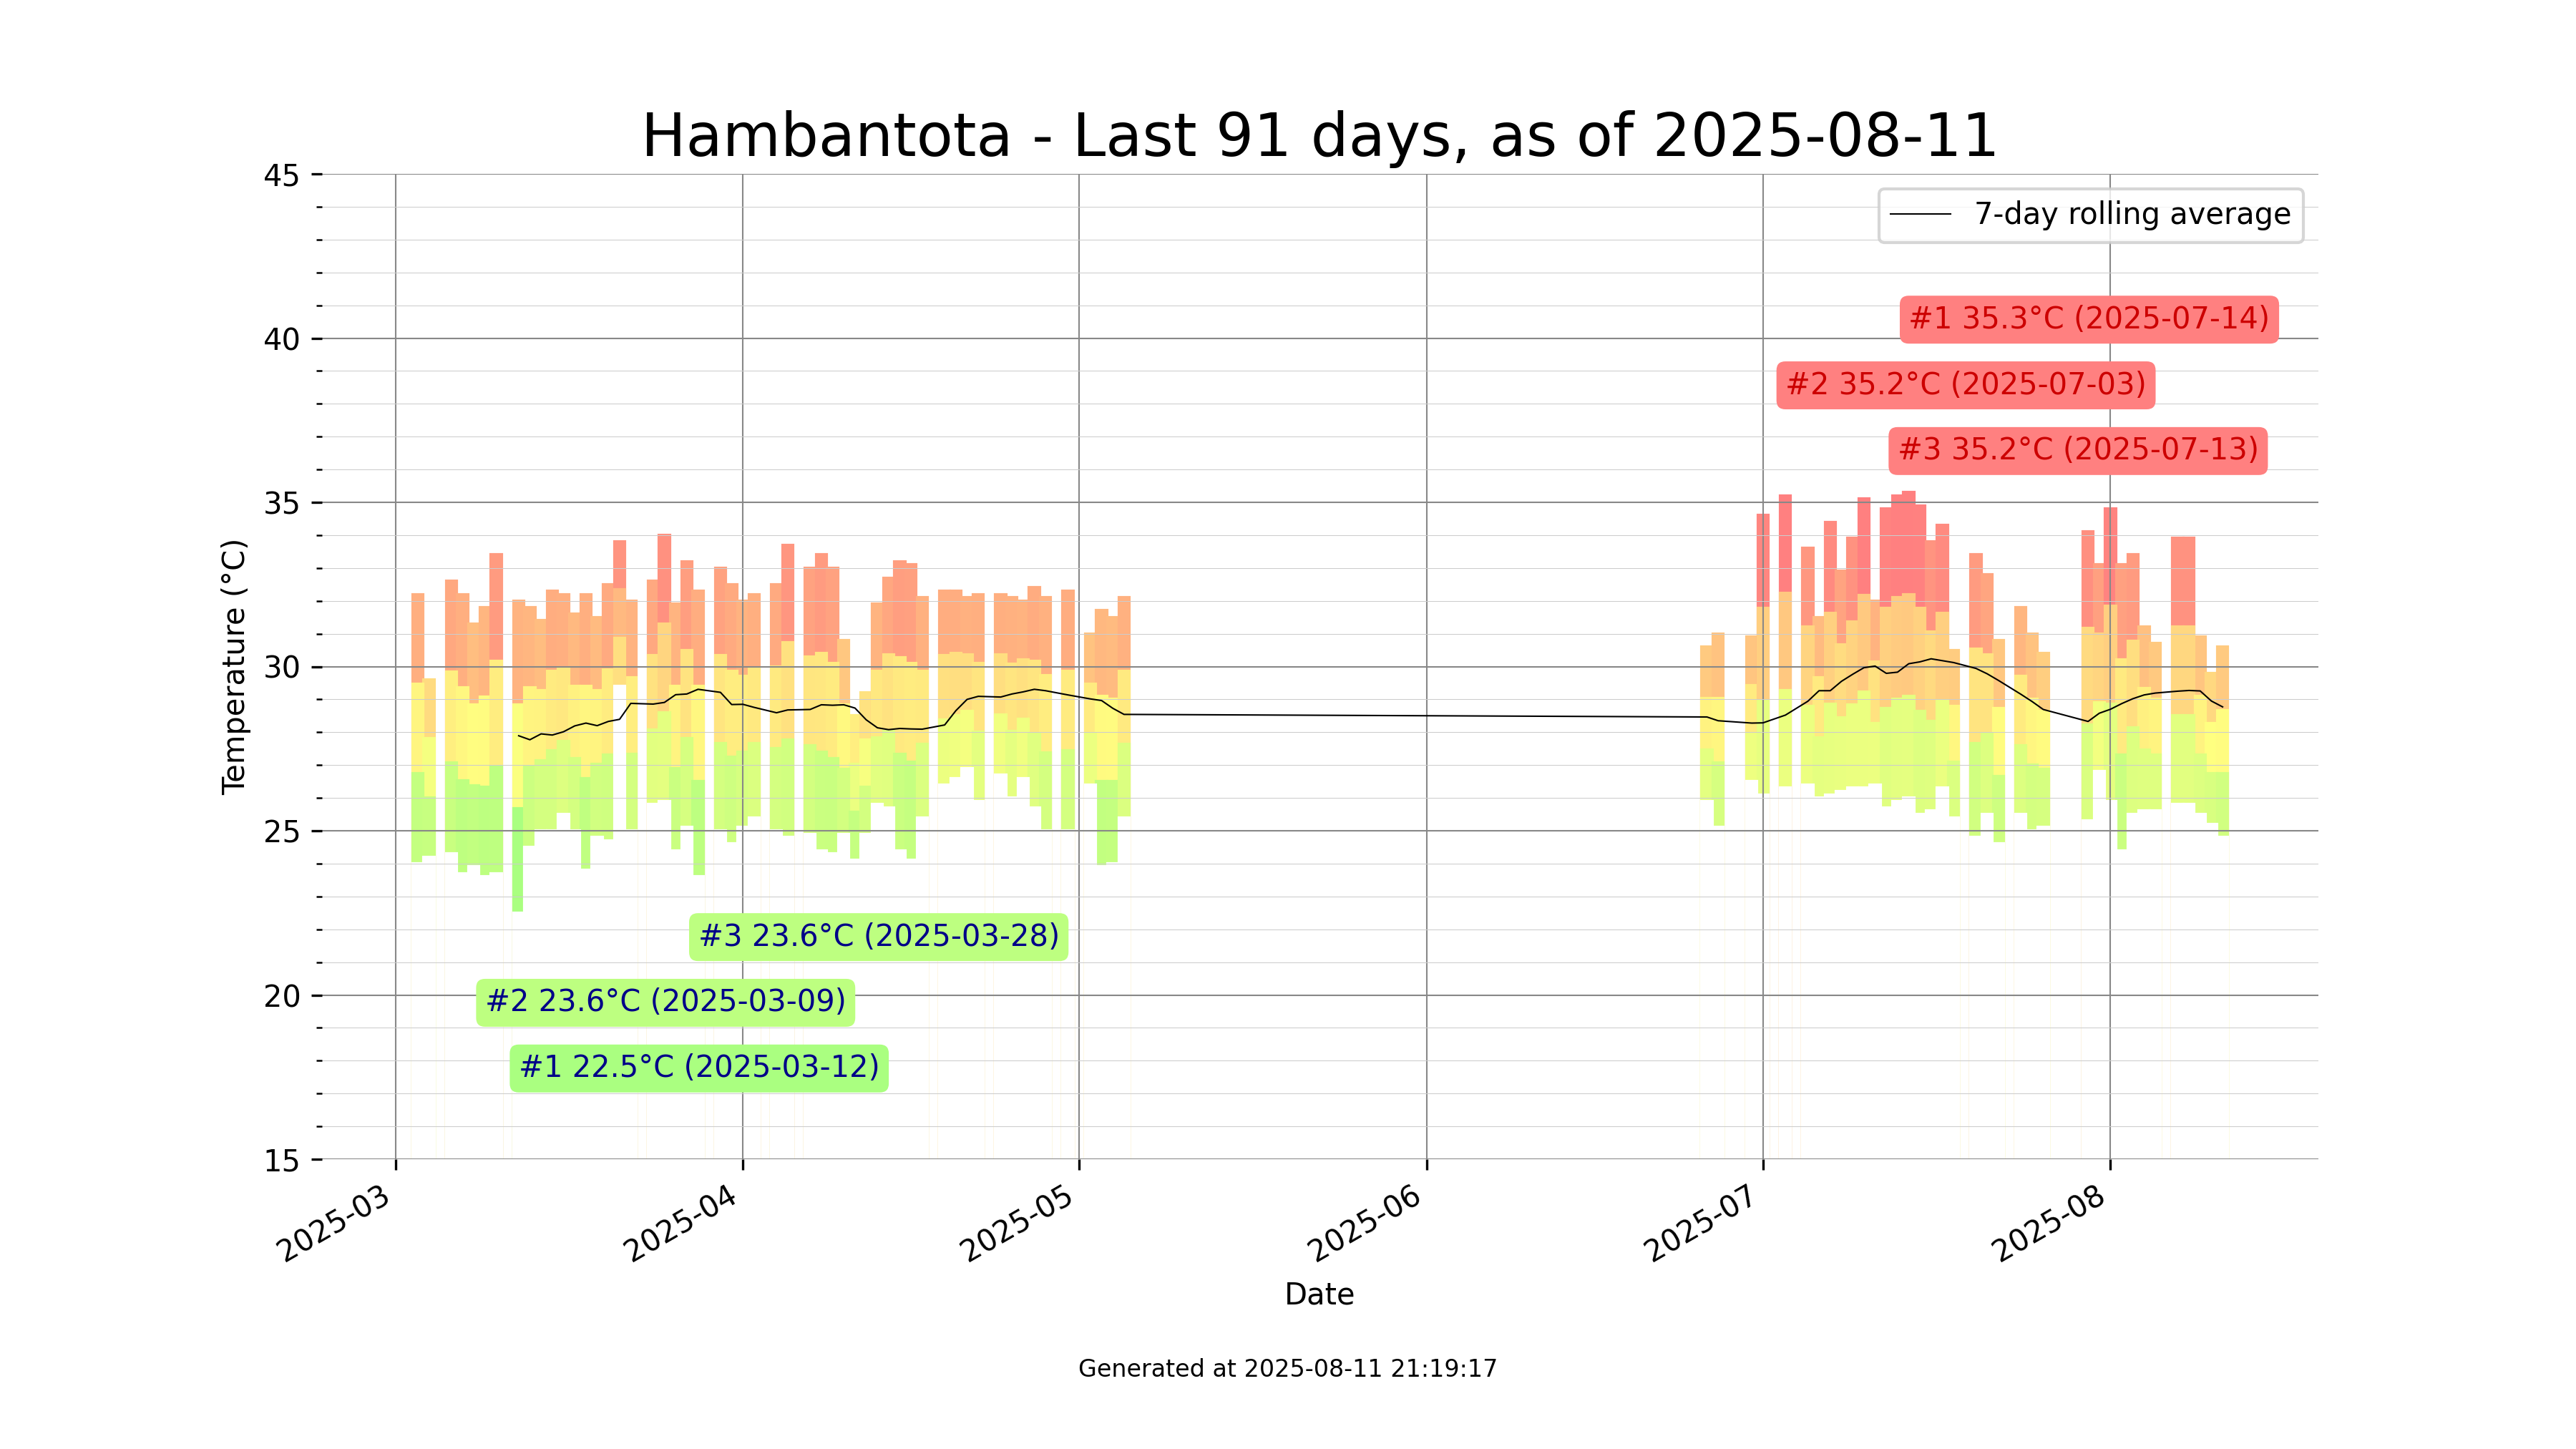 Hambantota - Last 91 days, as of 2025-08-11
45
40
35
30
25
20
15
Temperature (°C)
7-day rolling average
#1 35.3°C (2025-07-14)
#2 35.2°C (2025-07-03)
#3 35.2°C (2025-07-13)
#3 23.6°C (2025-03-28)
#2 23.6°C (2025-03-09)
#1 22.5°C (2025-03-12)
2025-03
2025-04
2025-05
2025-06
2025-07
2025-08
Date
Generated at 2025-08-11 21:19:17